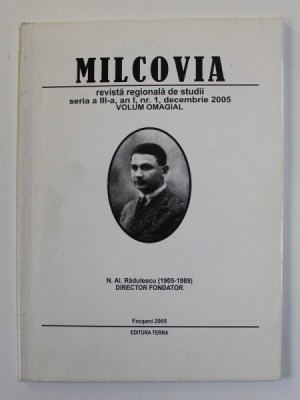 MILCOVIA
revistă regională de studii
seria a III-a, an I, nr. 1, decembrie 2005
VOLUM OMAGIAL
N. Al. Rădulescu (1905-1989)
DIRECTOR FONDATOR
Focşani 2005
EDITURA TERRA